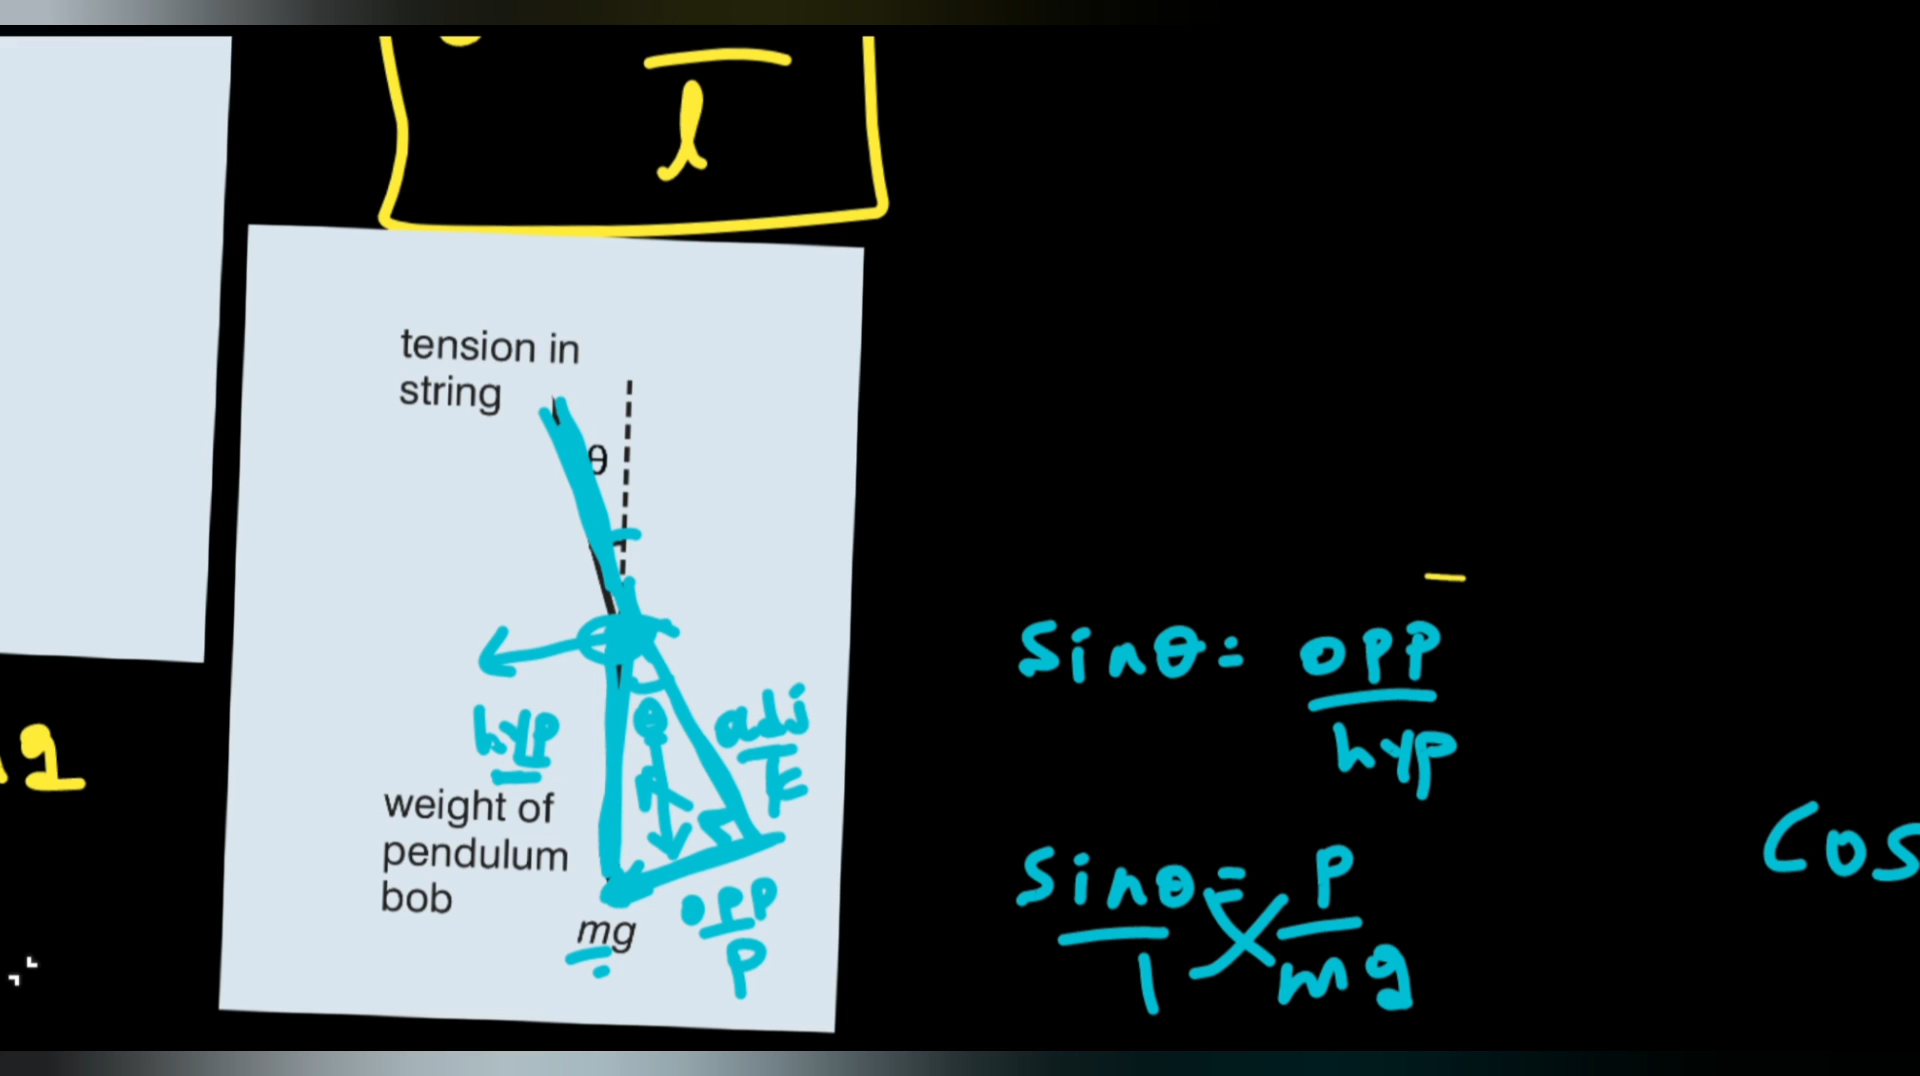 l
tension in
string
θ
hyp
θ
adj
k
weight of
pendulum
bob
mg
opp
p
g
sinθ = opp
hyp
sinθ = p
1 mg
cos